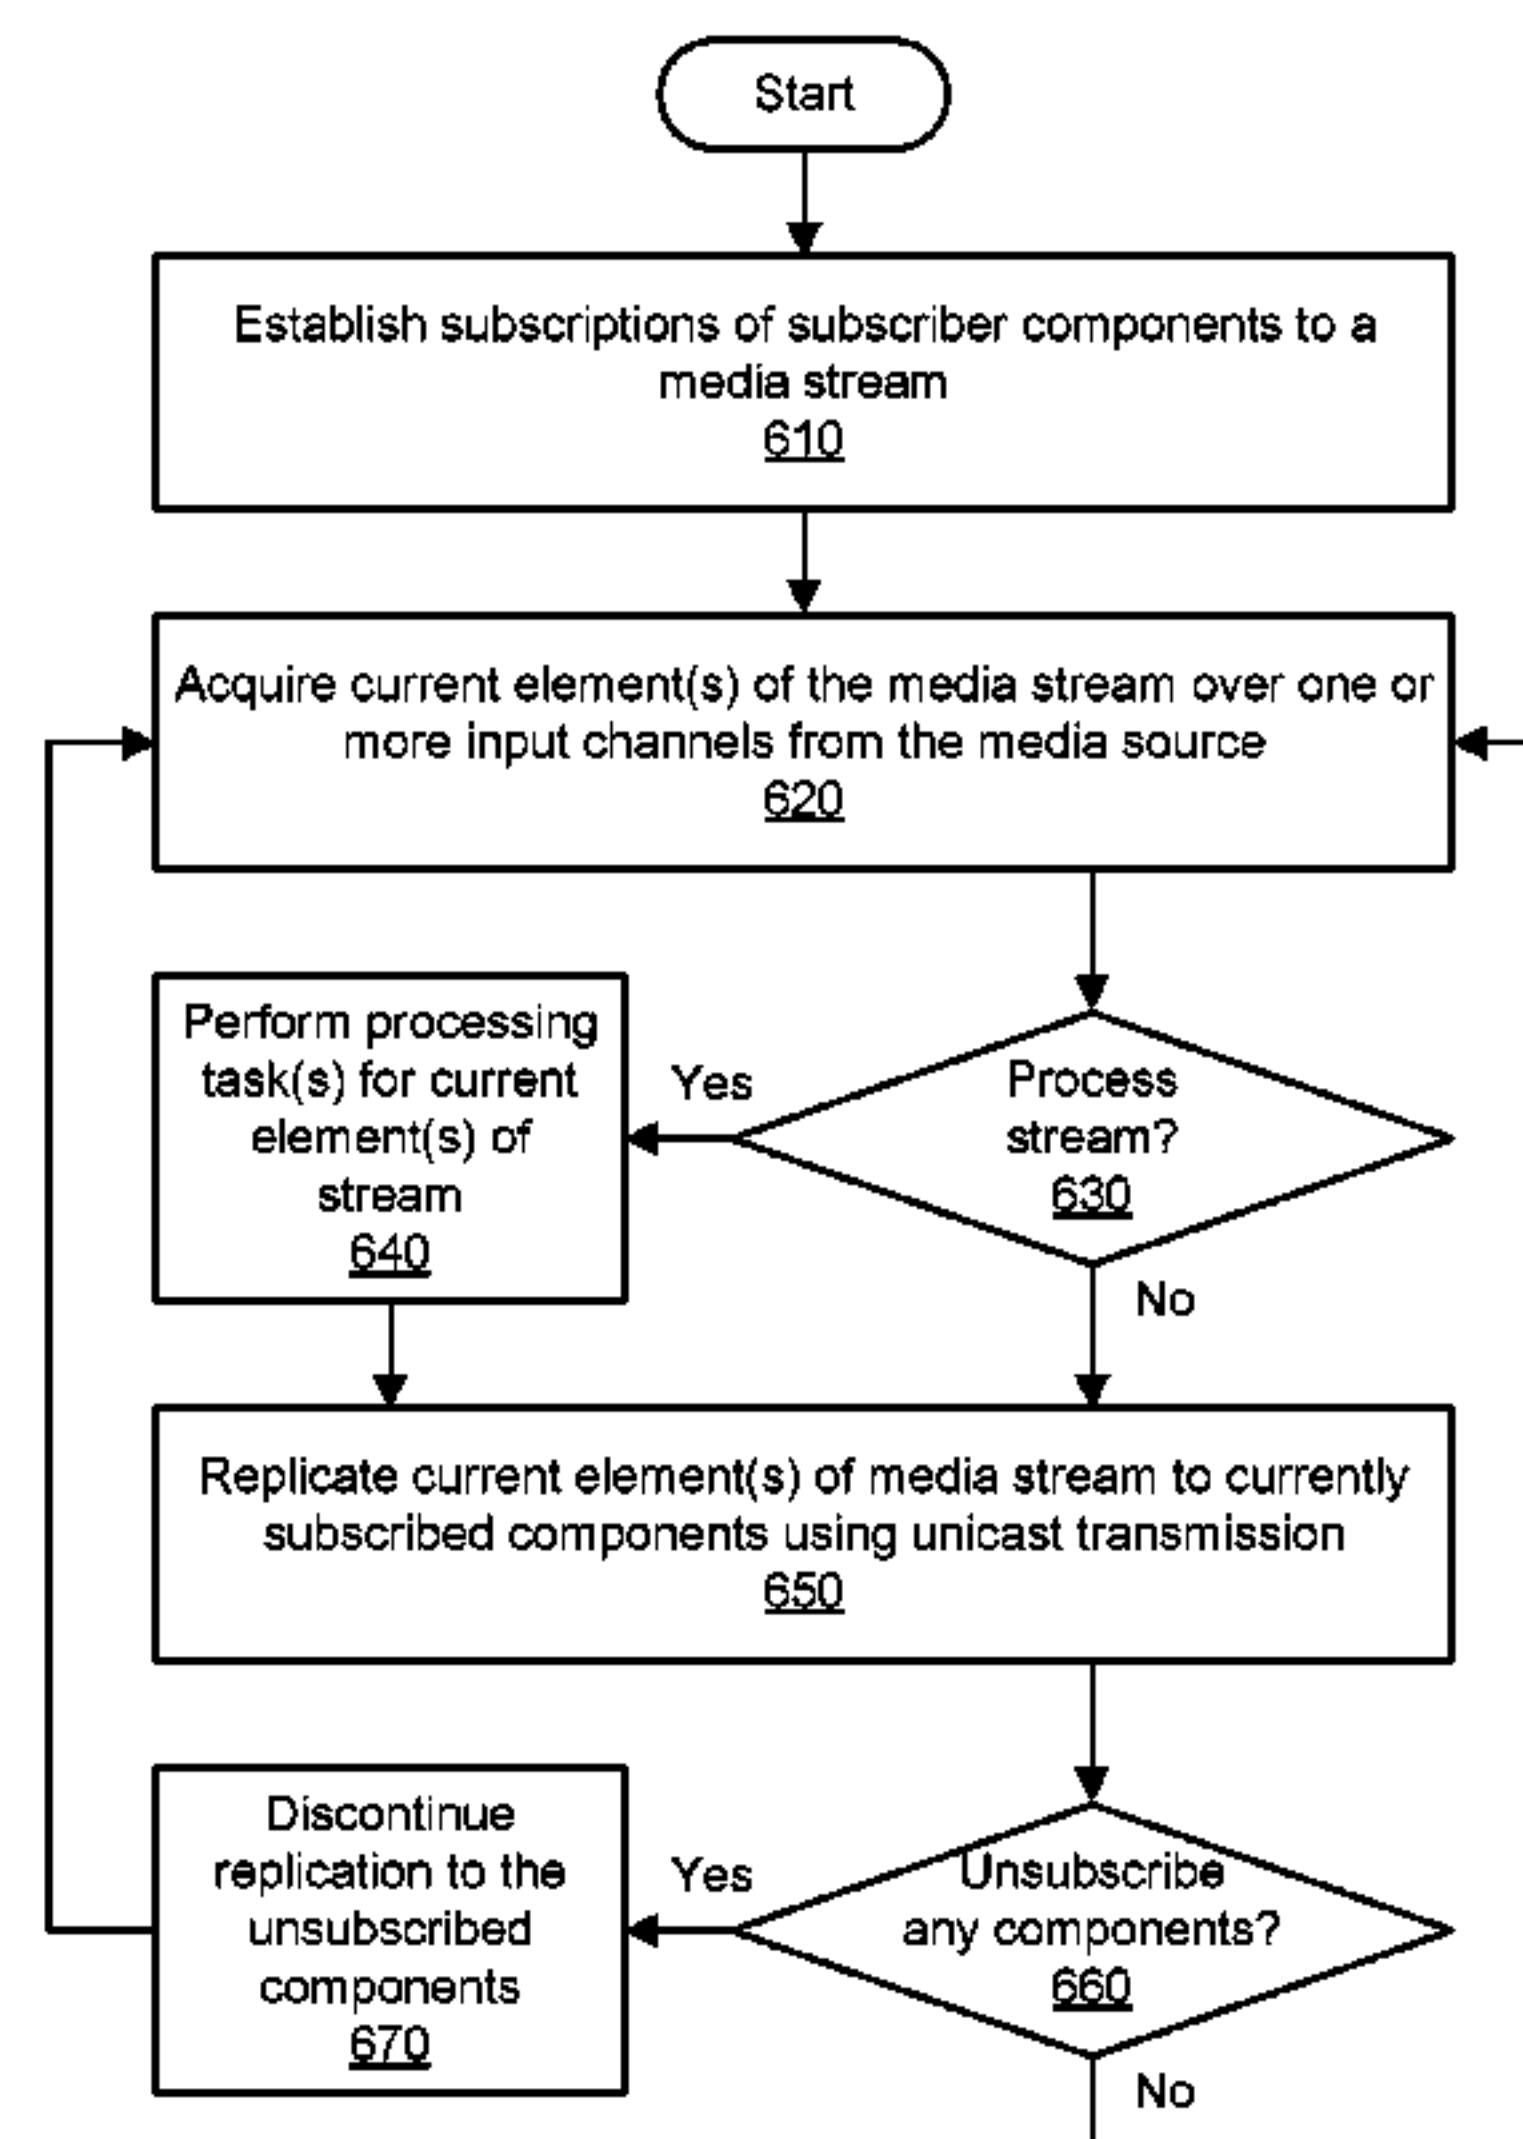 Start
Establish subscriptions of subscriber components to a
media stream
610
Acquire current element(s) of the media stream over one or
more input channels from the media source
620
Process
stream?
630
Yes
No
Perform processing
task(s) for current
element(s) of
stream
640
Replicate current element(s) of media stream to currently
subscribed components using unicast transmission
650
Unsubscribe
any components?
660
Yes
No
Discontinue
replication to the
unsubscribed
components
670